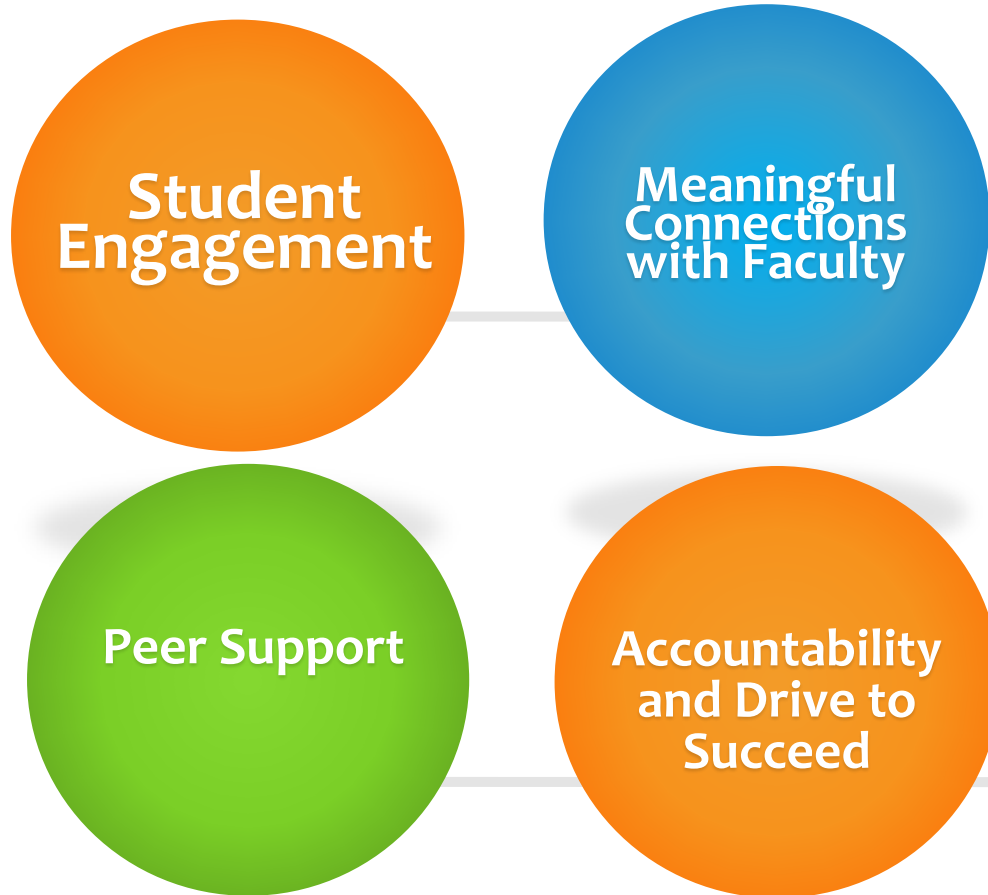 Student
Engagement
Meaningful
Connections
with Faculty
Peer Support
Accountability
and Drive to
Succeed